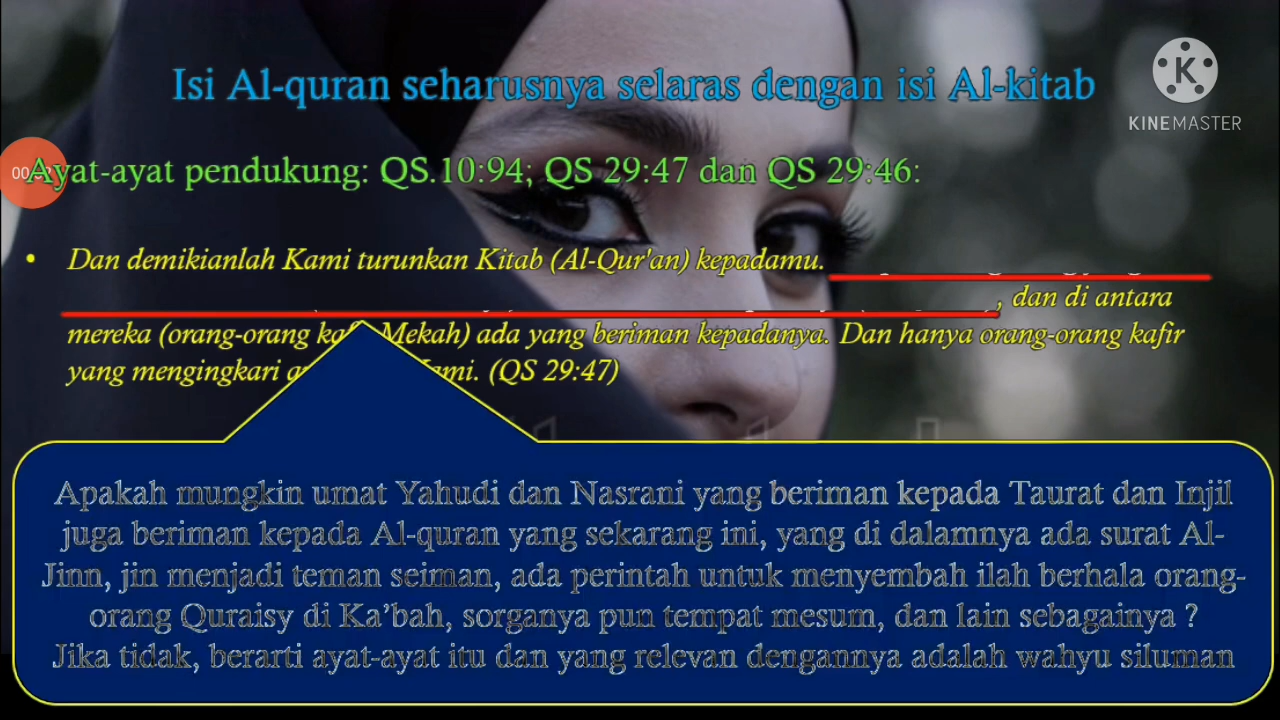 Isi Al-quran seharusnya selaras dengan isi Al-kitab
KINEMASTER
Ayat-ayat pendukung: QS.10:94; QS 29:47 dan QS 29:46:
• Dan demikianlah Kami turunkan Kitab (Al-Qur'an) kepadamu.
, dan di antara
mereka (orang-orang Mekah) ada yang beriman kepadanya. Dan hanya orang-orang kafir
yang mengingkari (QS 29:47)
Apakah mungkin umat Yahudi dan Nasrani yang beriman kepada Taurat dan Injil
juga beriman kepada Al-quran yang sekarang ini, yang di dalamnya ada surat Al-
Jinn, jin menjadi teman seiman, ada perintah untuk menyembah ilah berhala orang-
orang Quraisy di Ka'bah, sorganya pun tempat mesum, dan lain sebagainya ?
Jika tidak, berarti ayat-ayat itu dan yang relevan dengannya adalah wahyu siluman